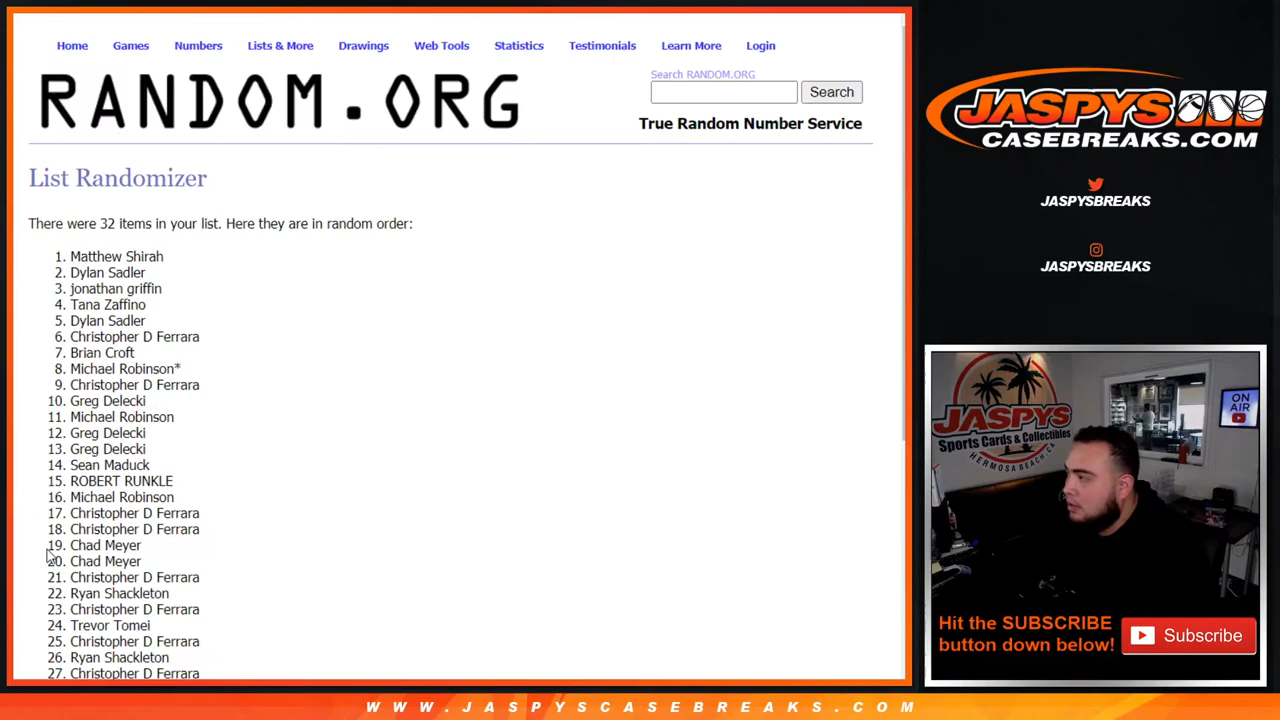 Home Games Numbers Lists & More Drawings Web Tools Statistics Testimonials Learn More Login
RANDOM.ORG
Search RANDOM.ORG
Search
True Random Number Service
List Randomizer
There were 32 items in your list. Here they are in random order:
1. Matthew Shirah
2. Dylan Sadler
3. jonathan griffin
4. Tana Zaffino
5. Dylan Sadler
6. Christopher D Ferrara
7. Brian Croft
8. Michael Robinson*
9. Christopher D Ferrara
10. Greg Delecki
11. Michael Robinson
12. Greg Delecki
13. Greg Delecki
14. Sean Maduck
15. ROBERT RUNKLE
16. Michael Robinson
17. Christopher D Ferrara
18. Christopher D Ferrara
19. Chad Meyer
20. Chad Meyer
21. Christopher D Ferrara
22. Ryan Shackleton
23. Christopher D Ferrara
24. Trevor Tomei
25. Christopher D Ferrara
26. Ryan Shackleton
27. Christopher D Ferrara
JASPYS
CASEBREAKS.COM
JASPYSBREAKS
JASPYSBREAKS
JASPYS
Sports Cards & Collectibles
HERMOSA BEACH, CA
ON
AIR
Hit the SUBSCRIBE
button down below!
Subscribe
WWW.JASPYSCASEBREAKS.COM